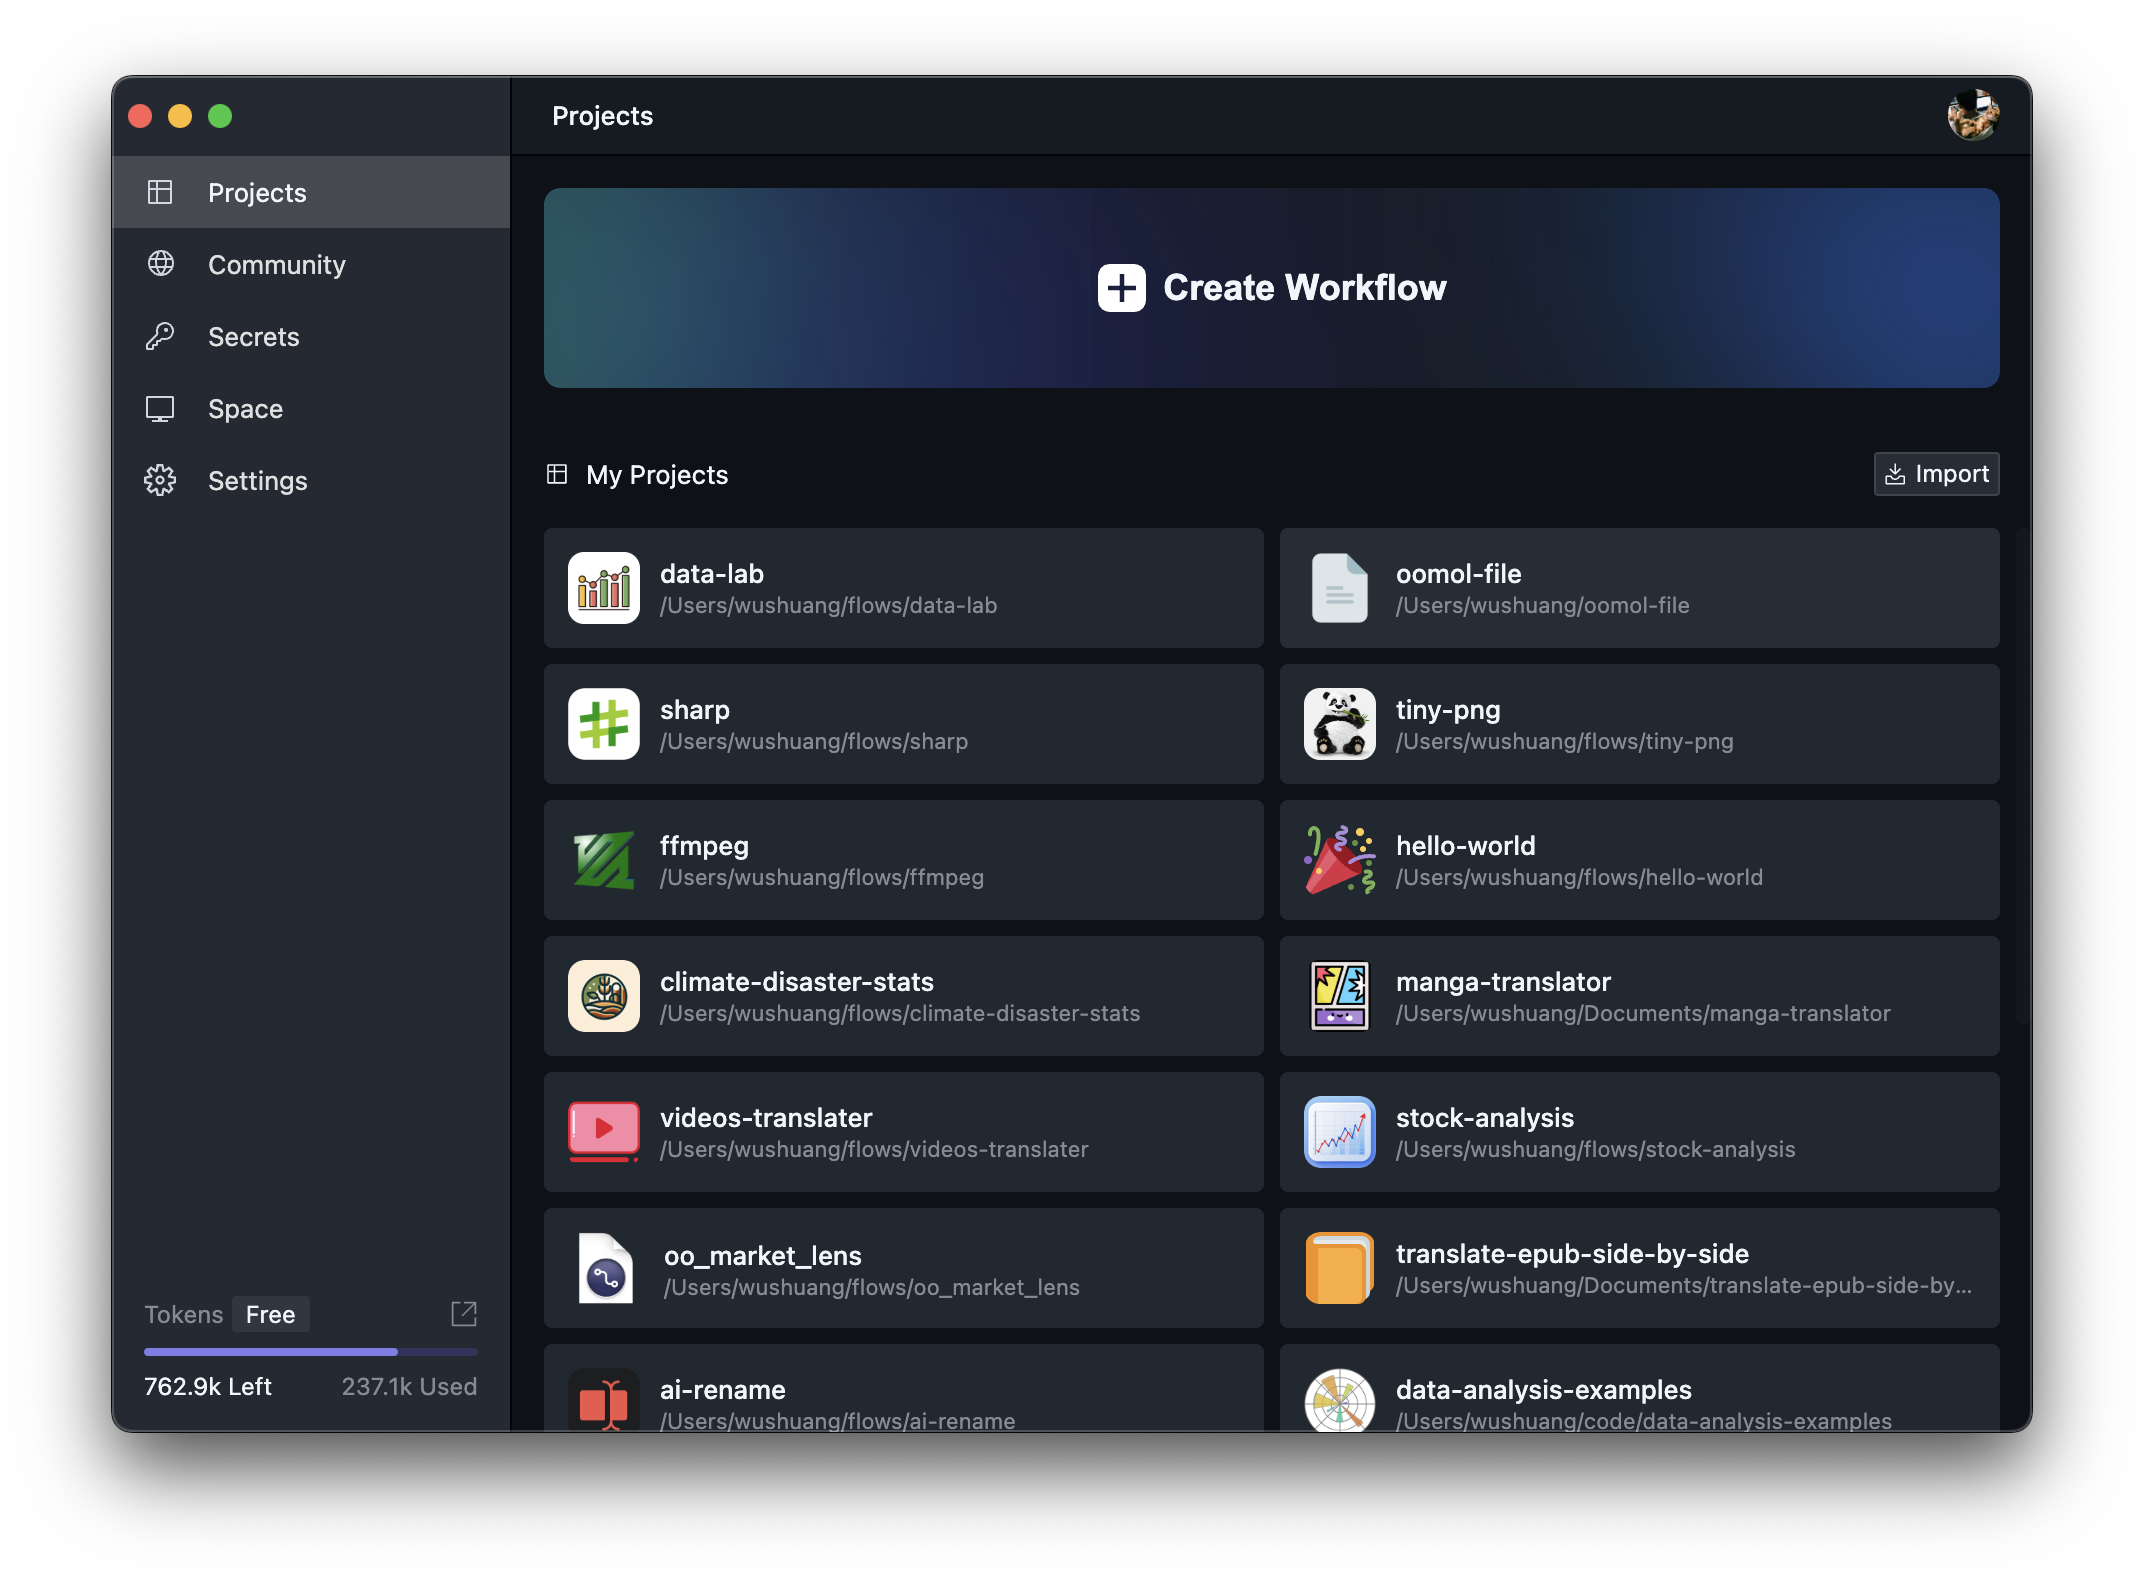 Projects
Community
Secrets
Space
Settings
Tokens Free
762.9k Left 237.1k Used
Projects
Create Workflow
My Projects
Import
data-lab
/Users/wushuang/flows/data-lab
oomol-file
/Users/wushuang/oomol-file
sharp
/Users/wushuang/flows/sharp
tiny-png
/Users/wushuang/flows/tiny-png
ffmpeg
/Users/wushuang/flows/ffmpeg
hello-world
/Users/wushuang/flows/hello-world
climate-disaster-stats
/Users/wushuang/flows/climate-disaster-stats
manga-translator
/Users/wushuang/Documents/manga-translator
videos-translater
/Users/wushuang/flows/videos-translater
stock-analysis
/Users/wushuang/flows/stock-analysis
oo_market_lens
/Users/wushuang/flows/oo_market_lens
translate-epub-side-by-side
/Users/wushuang/Documents/translate-epub-side-by...
ai-rename
/Users/wushuang/flows/ai-rename
data-analysis-examples
/Users/wushuang/code/data-analysis-examples